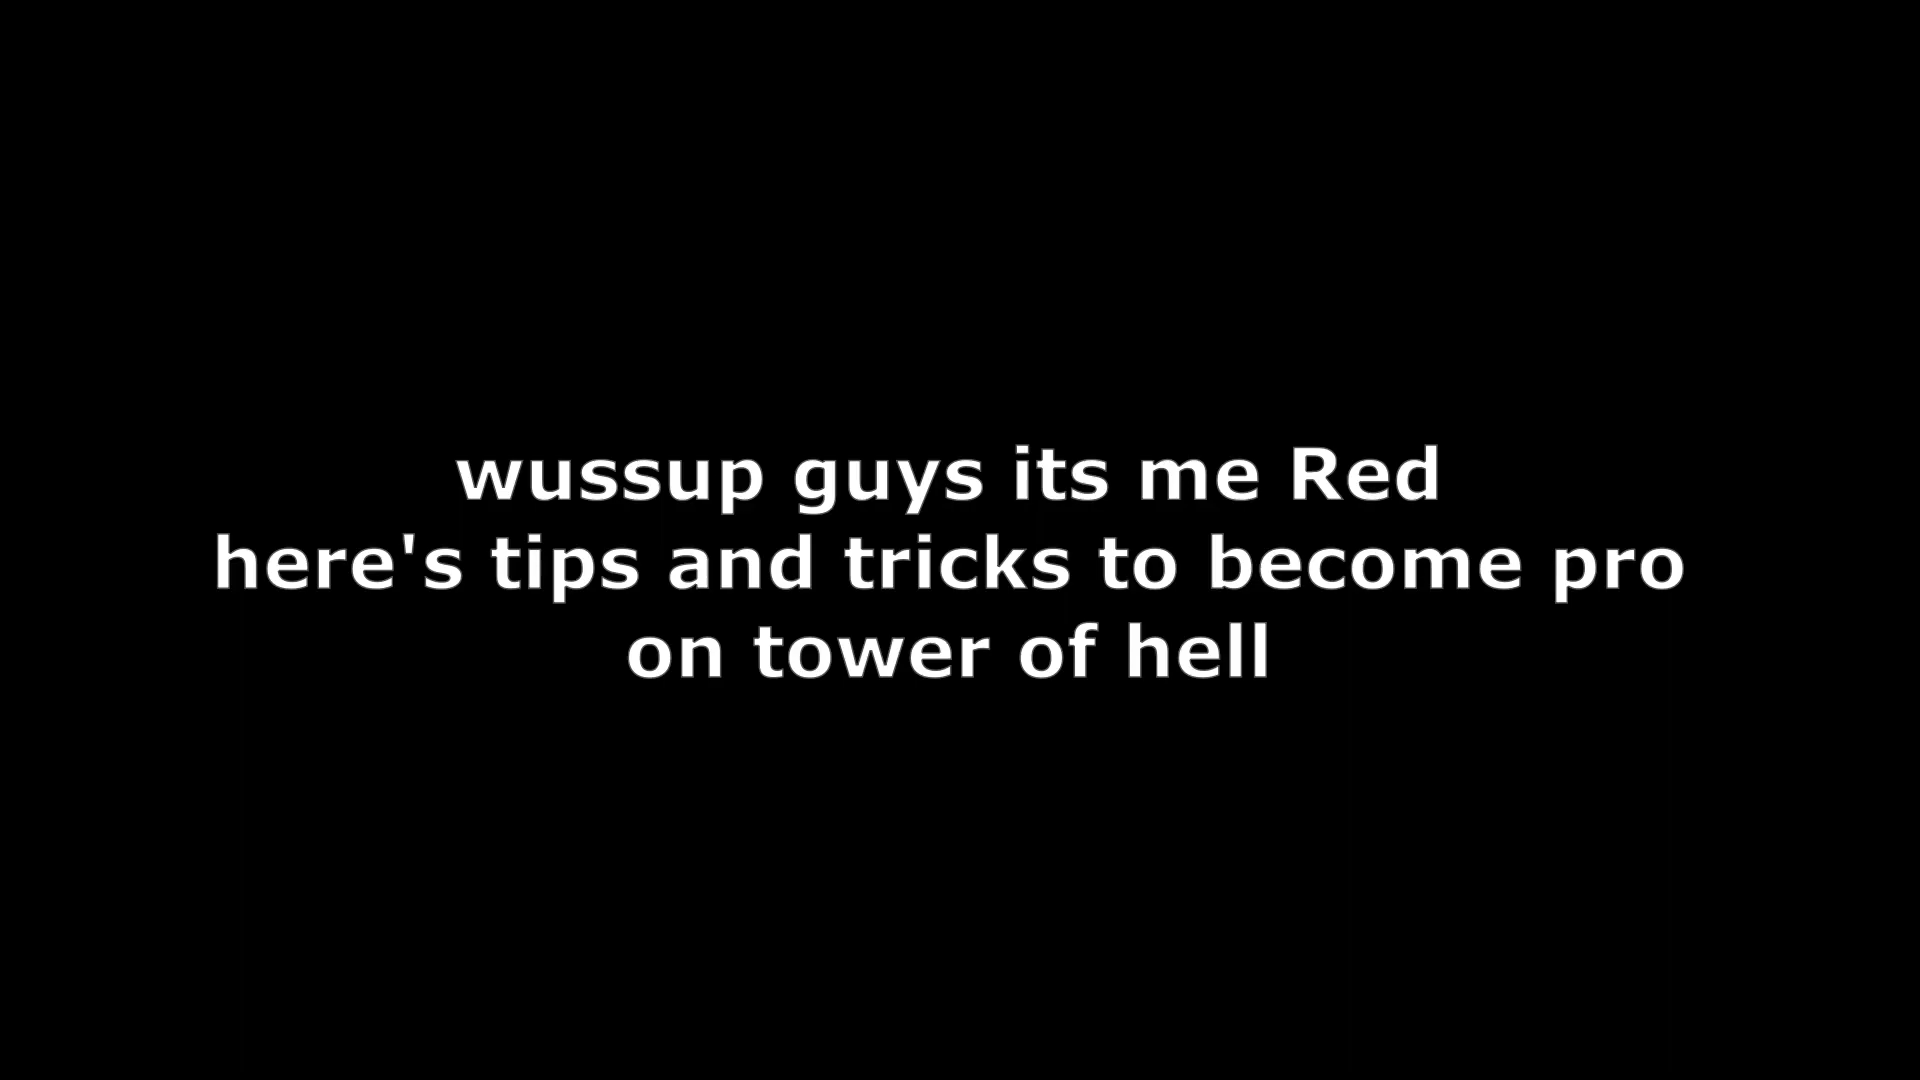 wussup guys its me Red
here's tips and tricks to become pro
on tower of hell